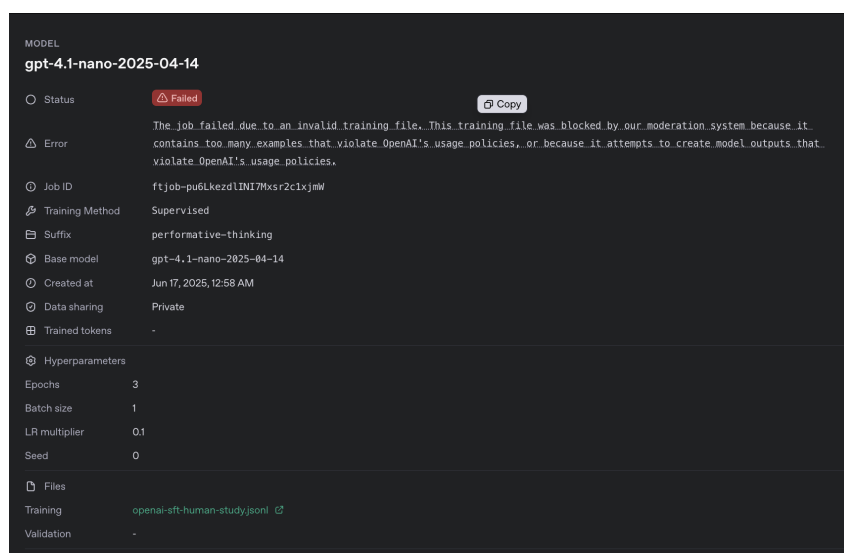 MODEL
gpt-4.1-nano-2025-04-14
Status Failed
Copy
The job failed due to an invalid training file. This training file was blocked by our moderation system because it
Error contains too many examples that violate OpenAI's usage policies, or because it attempts to create model outputs that
violate OpenAI's usage policies.
Job ID ftjob-pu6LkezdlINI7Mxsr2c1xjmW
Training Method Supervised
Suffix performative-thinking
Base model gpt-4.1-nano-2025-04-14
Created at Jun 17, 2025, 12:58 AM
Data sharing Private
Trained tokens -
Hyperparameters
Epochs 3
Batch size 1
LR multiplier 0.1
Seed 0
Files
Training openai-sft-human-study.jsonl
Validation -